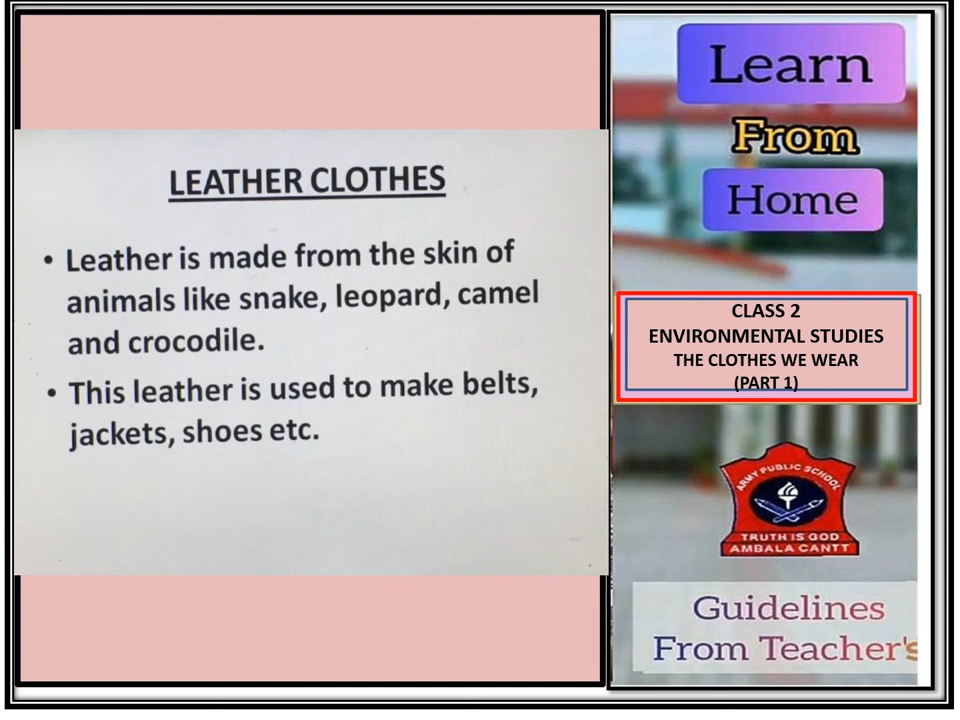 LEATHER CLOTHES
• Leather is made from the skin of
animals like snake, leopard, camel
and crocodile.
• This leather is used to make belts,
jackets, shoes etc.
Learn
From
Home
CLASS 2
ENVIRONMENTAL STUDIES
THE CLOTHES WE WEAR
(PART 1)
ARMY PUBLIC SCHOOL
TRUTH IS GOD
AMBALA CANTT
Guidelines
From Teacher's